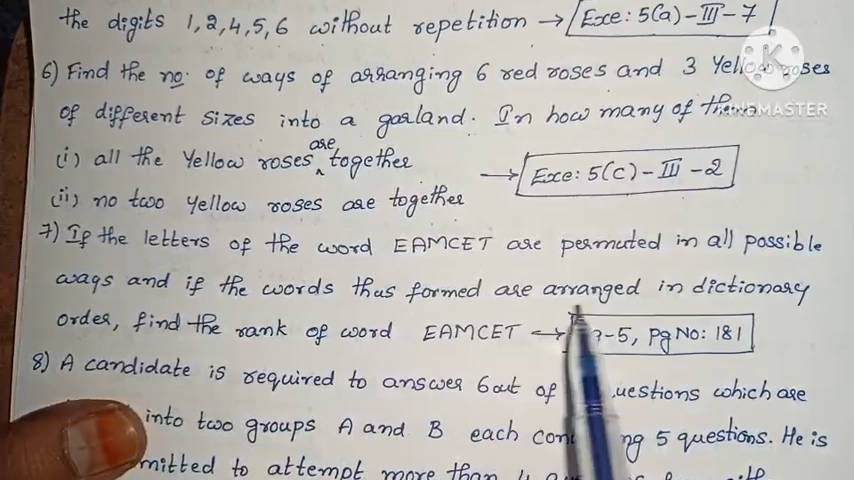 the digits 1,2,4,5,6 without repetition → Exe: 5(a)-III-7
6) Find the no. of ways of arranging 6 red roses and 3 Yellow roses
of different sizes into a garland. In how many of them
(i) all the Yellow roses are together
(ii) no two yellow roses are together → Exe: 5(c)-III-2
7) If the letters of the word EAMCET are permuted in all possible
ways and if the words thus formed are arranged in dictionary
order, find the rank of word EAMCET → -5, Pg No: 181
8) A candidate is required to answer 6 out of questions which are
into two groups A and B each 5 questions. He is
to attempt more than 4
K
KINEMASTER